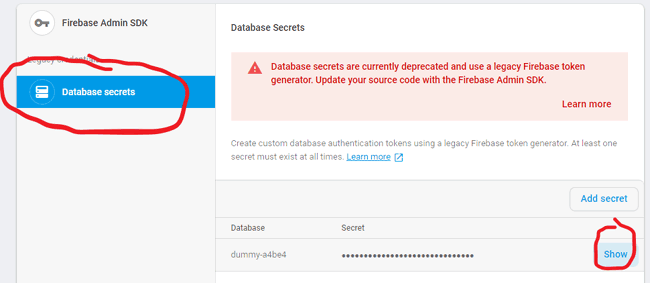 Firebase Admin SDK
Database secrets
Database Secrets
Database secrets are currently deprecated and use a legacy Firebase token
generator. Update your source code with the Firebase Admin SDK.
Learn more
Create custom database authentication tokens using a legacy Firebase token generator. At least one
secret must exist at all times. Learn more
Add secret
Database Secret
dummy-a4be4 ••••••••••••••••••••••••••••••
Show